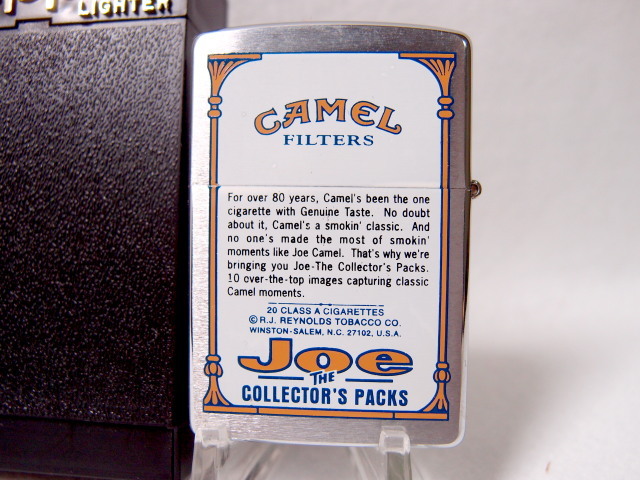 LIGHTER
CAMEL
FILTERS
For over 80 years, Camel's been the one
cigarette with Genuine Taste. No doubt
about it, Camel's a smokin' classic. And
no one's made the most of smokin'
moments like Joe Camel. That's why we're
bringing you Joe-The Collector's Packs.
10 over-the-top images capturing classic
Camel moments.
20 CLASS A CIGARETTES
© R.J. REYNOLDS TOBACCO CO.
WINSTON-SALEM, N.C. 27102, U.S.A.
Joe
THE
COLLECTOR'S PACKS